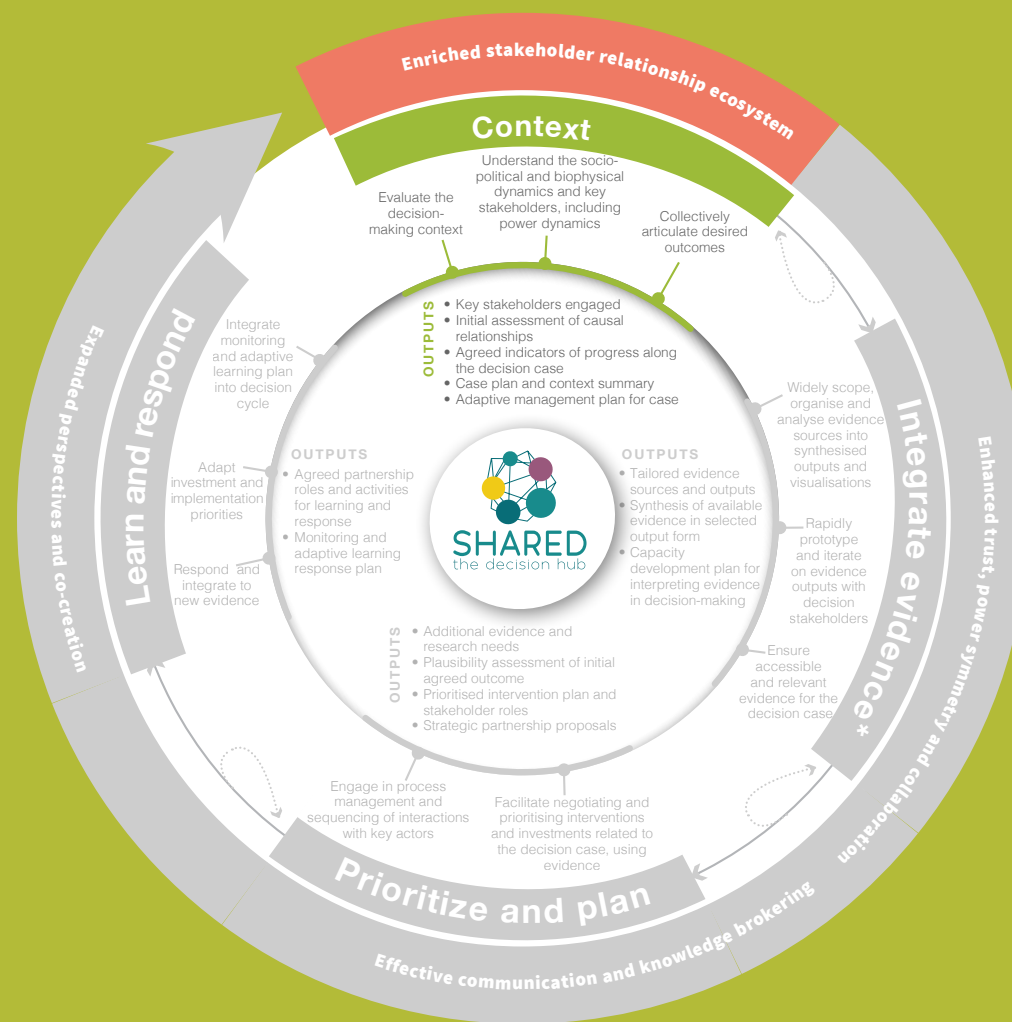 Enriched stakeholder relationship ecosystem
Context
Evaluate the
decision-
making context
Understand the socio-
political and biophysical
dynamics and key
stakeholders, including
power dynamics
Collectively
articulate desired
outcomes
OUTPUTS
• Key stakeholders engaged
• Initial assessment of causal
relationships
• Agreed indicators of progress along
the decision case
• Case plan and context summary
• Adaptive management plan for case
Enhanced trust, power symmetry and collaboration
Integrate evidence*
Widely scope,
organise and
analyse evidence
sources into
synthesised
outputs and
visualisations
Rapidly
prototype
and iterate
on evidence
outputs with
decision
stakeholders
Ensure
accessible
and relevant
evidence for the
decision case
OUTPUTS
• Tailored evidence
sources and outputs
• Synthesis of available
evidence in selected
output form
• Capacity
development plan for
interpreting evidence
in decision-making
Effective communication and knowledge brokering
Prioritize and plan
Facilitate negotiating and
prioritising interventions
and investments related to
the decision case, using
evidence
Engage in process
management and
sequencing of interactions
with key actors
OUTPUTS
• Additional evidence and
research needs
• Plausibility assessment of initial
agreed outcome
• Prioritised intervention plan and
stakeholder roles
• Strategic partnership proposals
Expanded perspectives and co-creation
Learn and respond
Integrate
monitoring
and adaptive
learning plan
into decision
cycle
Adapt
investment and
implementation
priorities
Respond and
integrate to
new evidence
OUTPUTS
• Agreed partnership
roles and activities
for learning and
response
• Monitoring and
adaptive learning
response plan
SHARED
the decision hub